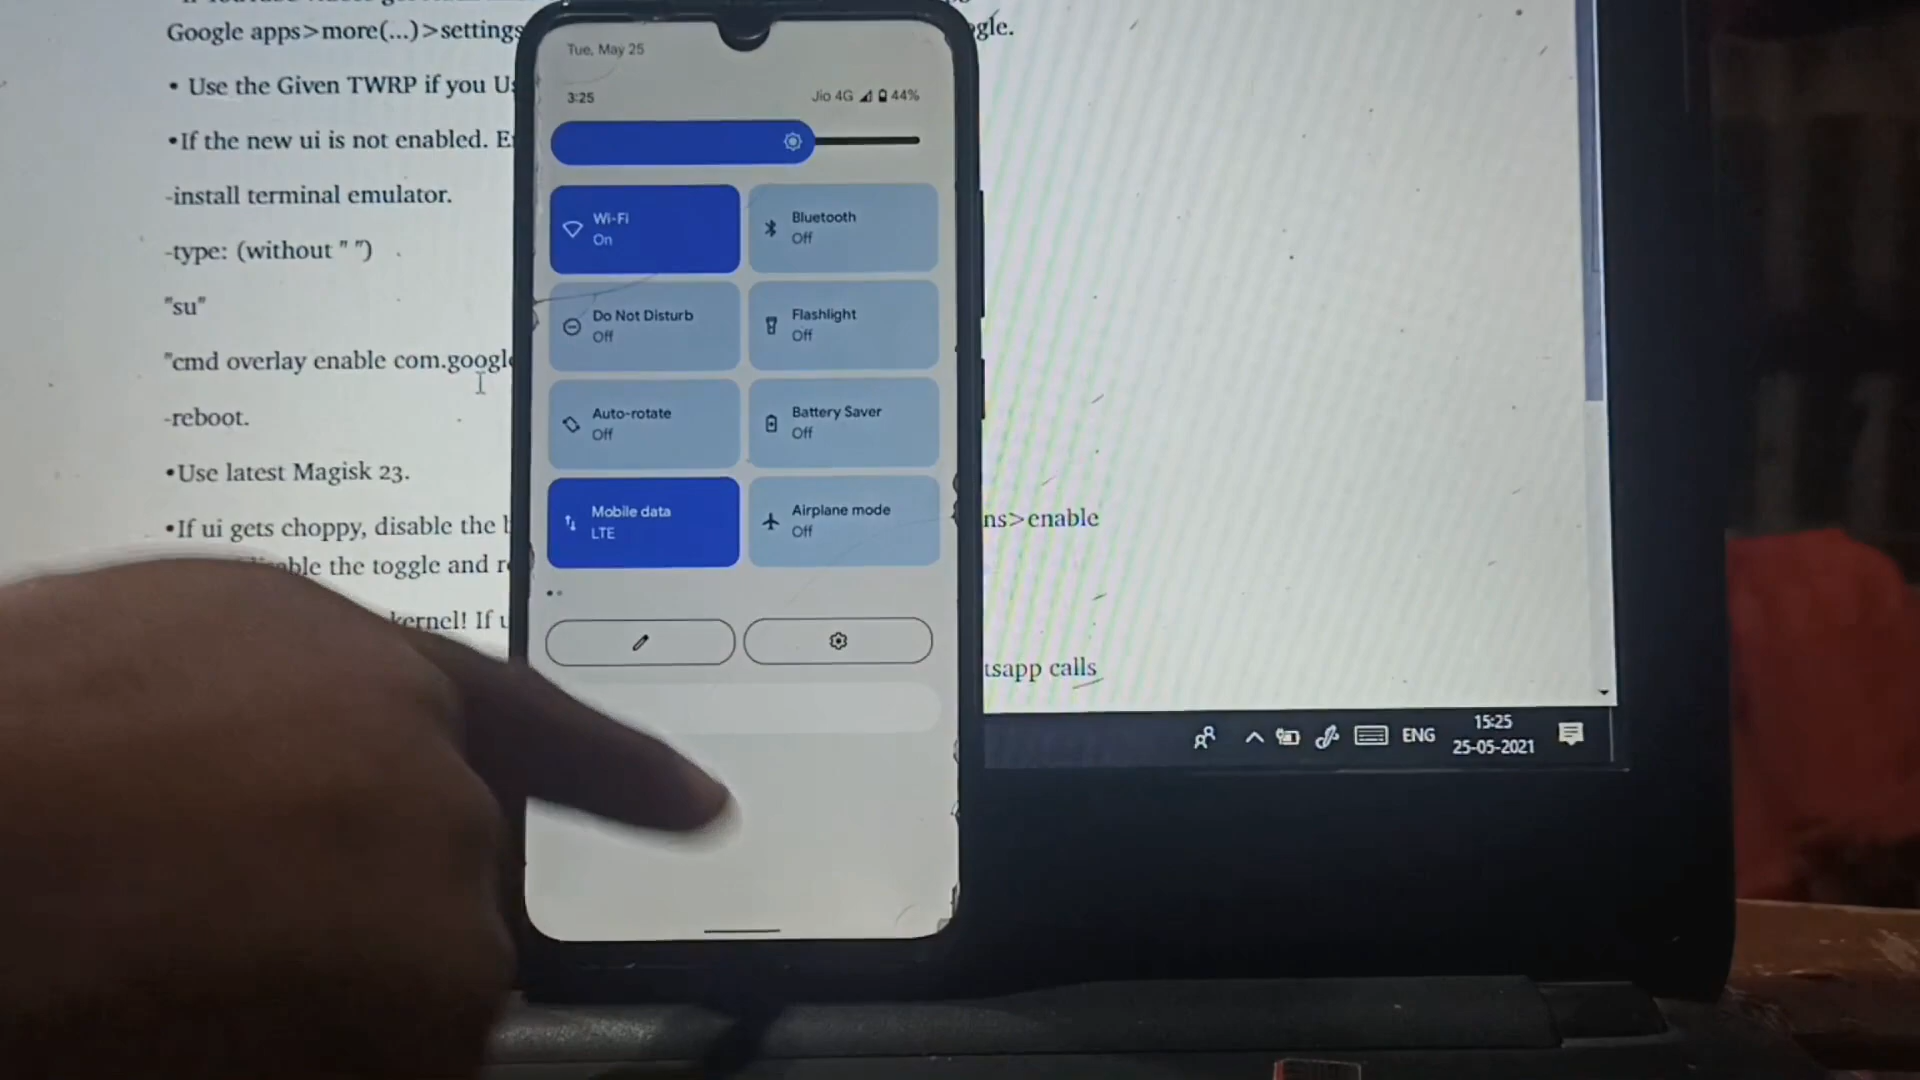 Google apps>more(...)>settings
gle.
• Use the Given TWRP if you Us
•If the new ui is not enabled. E
-install terminal emulator.
-type: (without " ")
"su"
"cmd overlay enable com.google
-reboot.
•Use latest Magisk 23.
•If ui gets choppy, disable the b
ns>enable
ble the toggle and r
kernel! If u
tsapp calls
Tue, May 25
3:25
Jio 4G 44%
Wi-Fi
On
Bluetooth
Off
Do Not Disturb
Off
Flashlight
Off
Auto-rotate
Off
Battery Saver
Off
Mobile data
LTE
Airplane mode
Off
ENG
15:25
25-05-2021